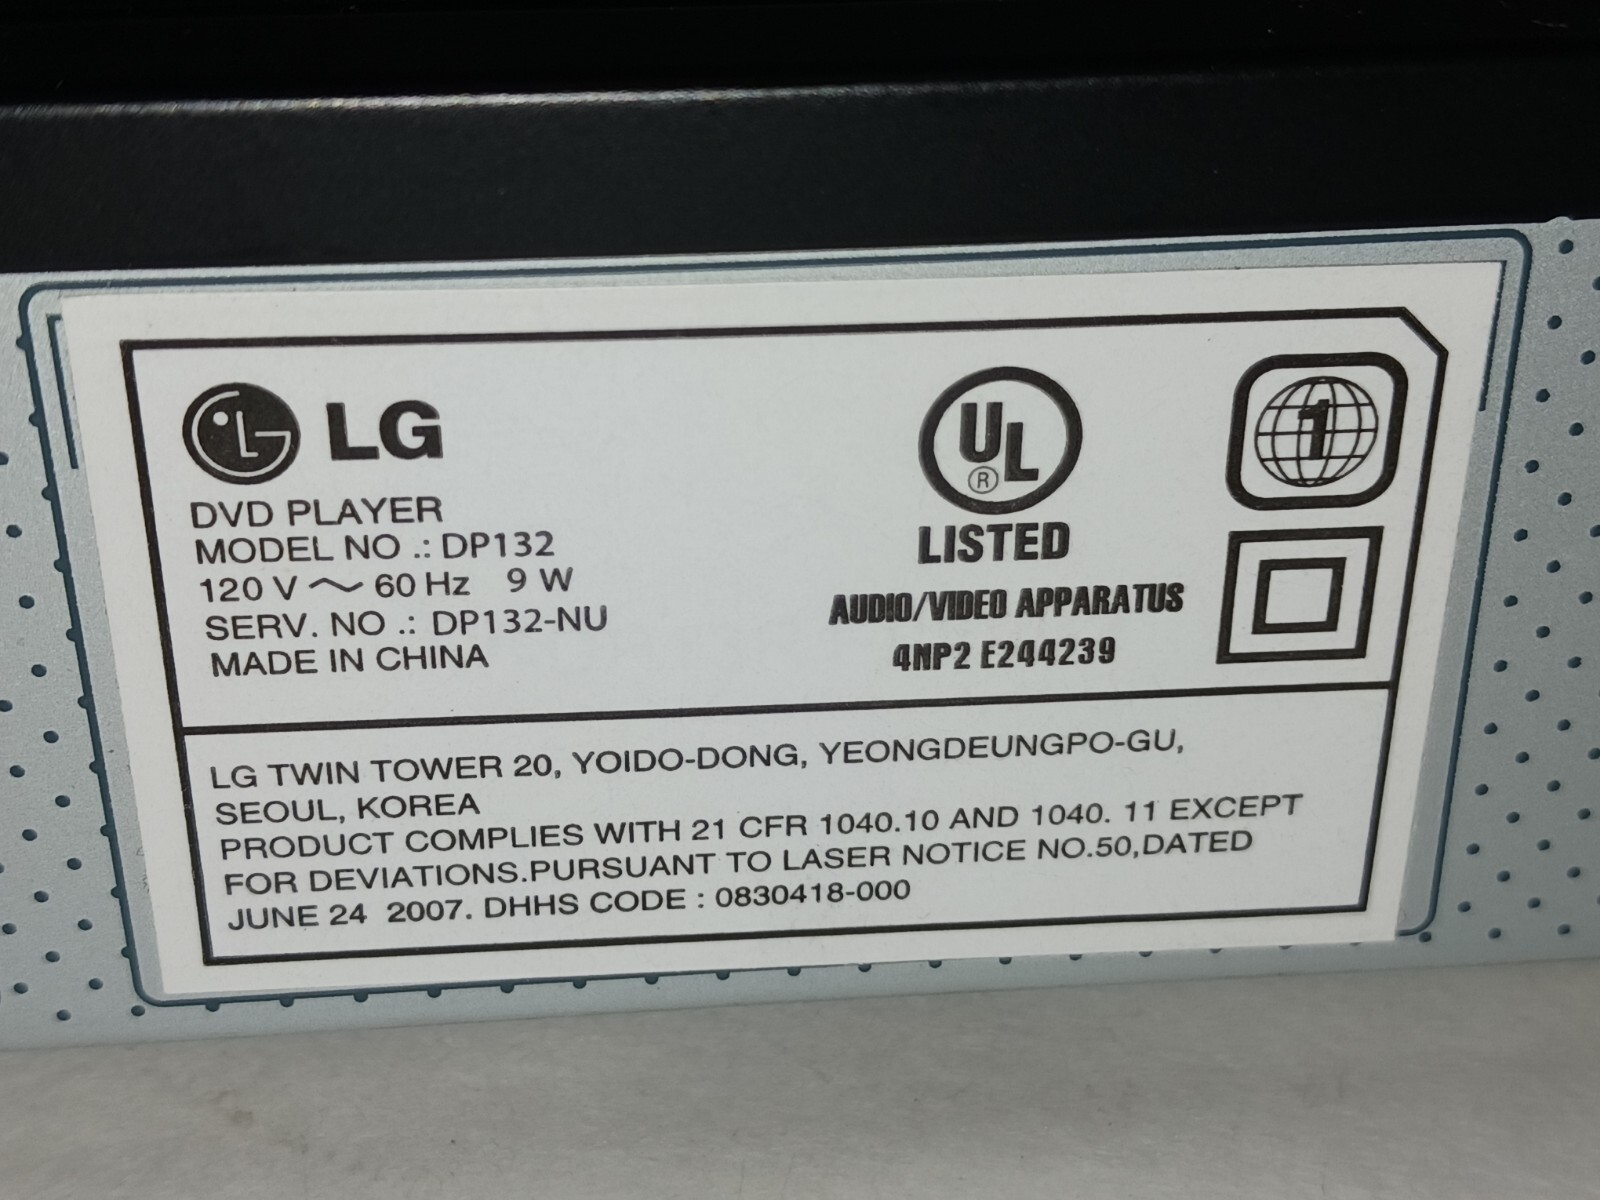 LG
DVD PLAYER
MODEL NO .: DP132
120 V ～ 60 Hz 9 W
SERV. NO .: DP132-NU
MADE IN CHINA
UL
®
LISTED
AUDIO/VIDEO APPARATUS
4NP2 E244239
1
LG TWIN TOWER 20, YOIDO-DONG, YEONGDEUNGPO-GU,
SEOUL, KOREA
PRODUCT COMPLIES WITH 21 CFR 1040.10 AND 1040. 11 EXCEPT
FOR DEVIATIONS.PURSUANT TO LASER NOTICE NO.50,DATED
JUNE 24 2007. DHHS CODE : 0830418-000